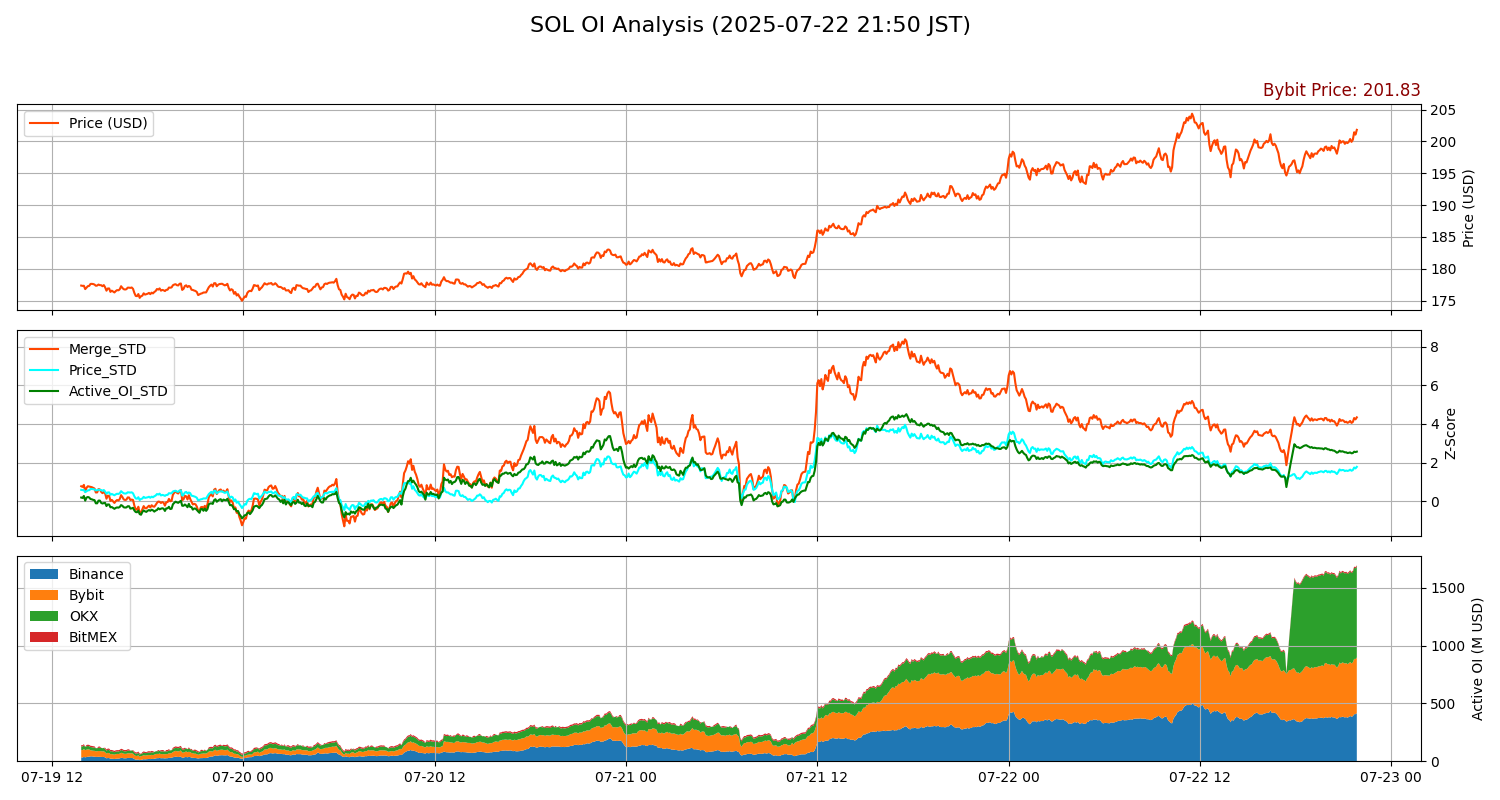 SOL OI Analysis (2025-07-22 21:50 JST)
Bybit Price: 201.83
Price (USD)
205
200
195
190
185
180
175
Price (USD)
Merge_STD
Price_STD
Active_OI_STD
8
6
4
2
0
Z-Score
Binance
Bybit
OKX
BitMEX
1500
1000
500
0
Active OI (M USD)
07-19 12
07-20 00
07-20 12
07-21 00
07-21 12
07-22 00
07-22 12
07-23 00